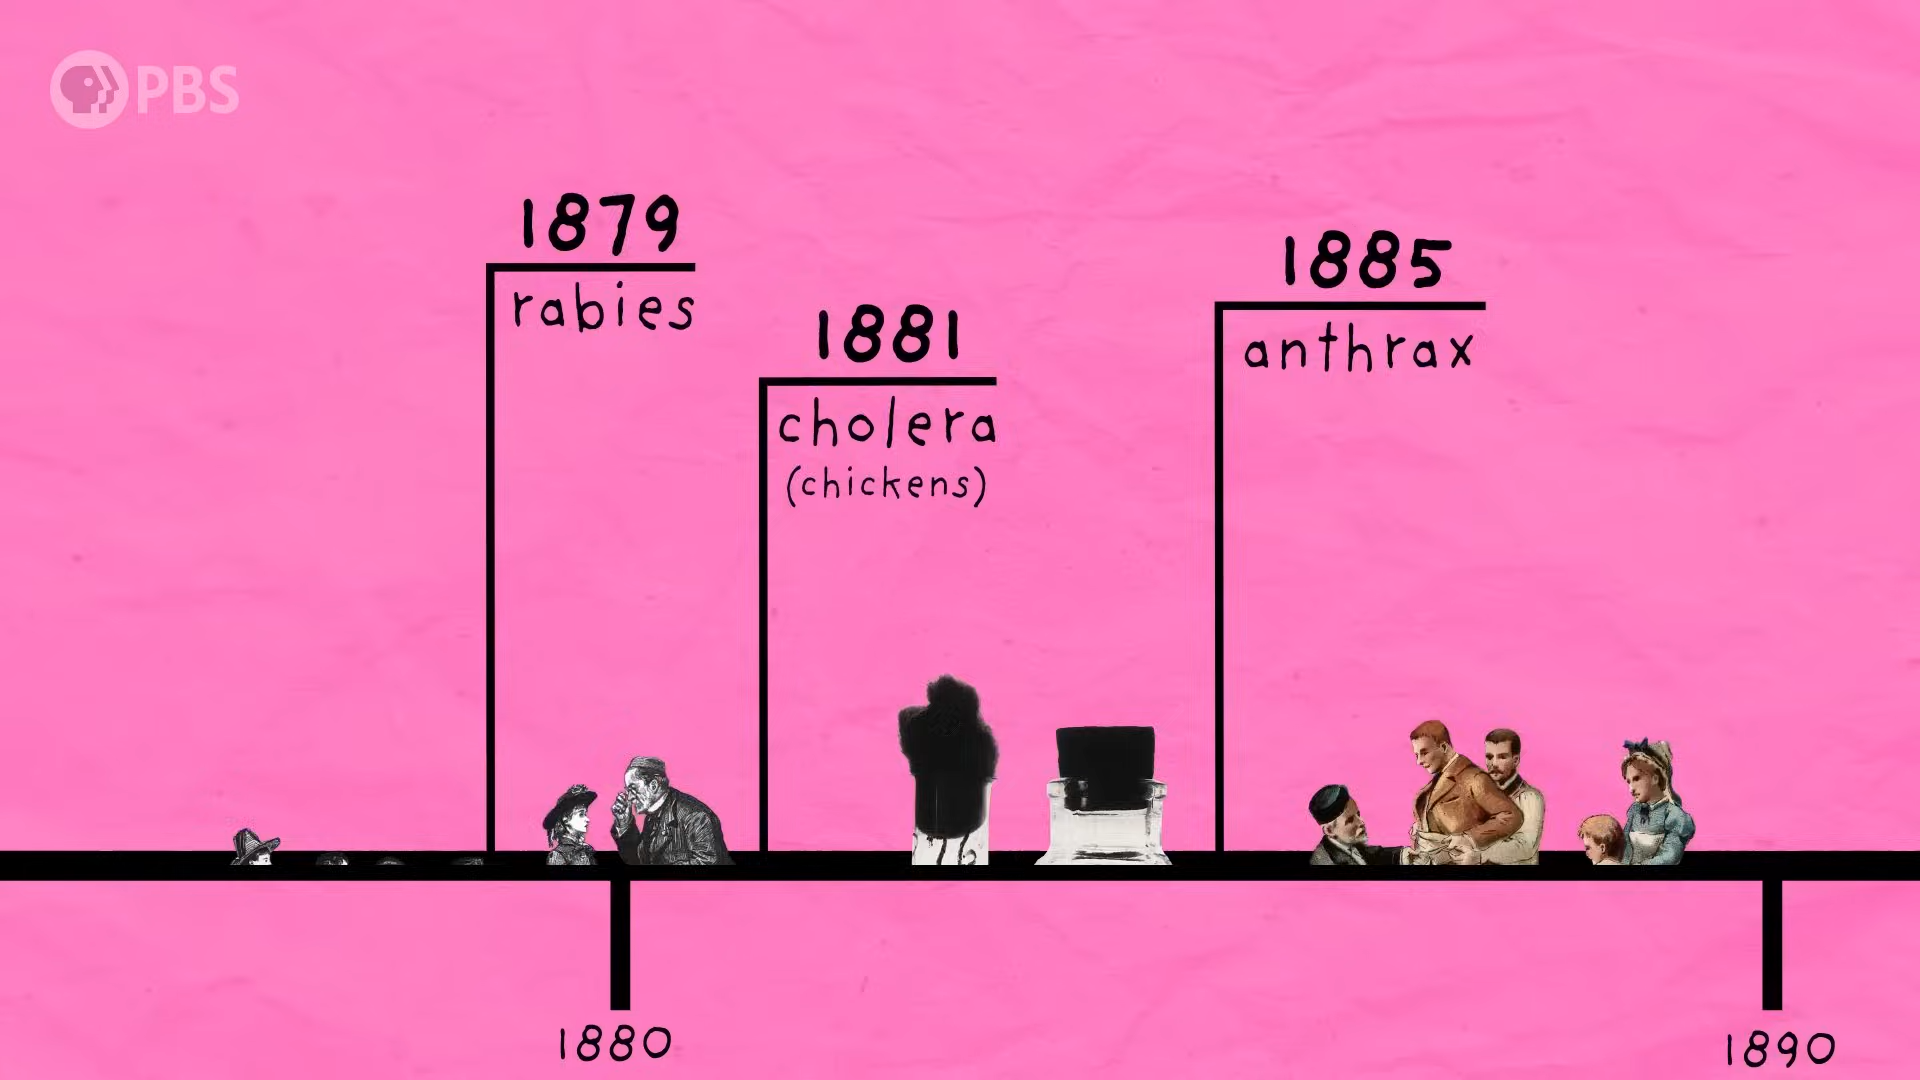 PBS
1879
rabies
1881
cholera
(chickens)
1885
anthrax
1880
1890